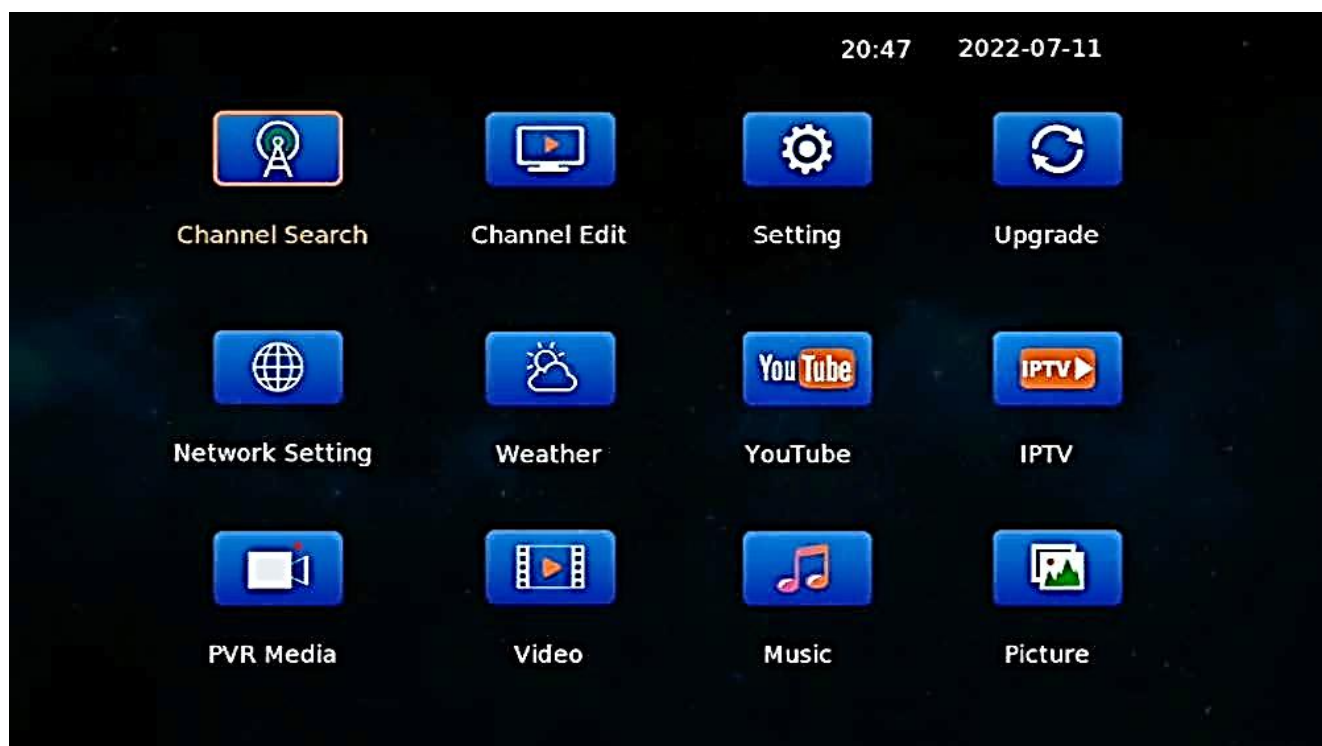 20:47 2022-07-11
Channel Search Channel Edit Setting Upgrade
You Tube IPTV
Network Setting Weather YouTube IPTV
PVR Media Video Music Picture